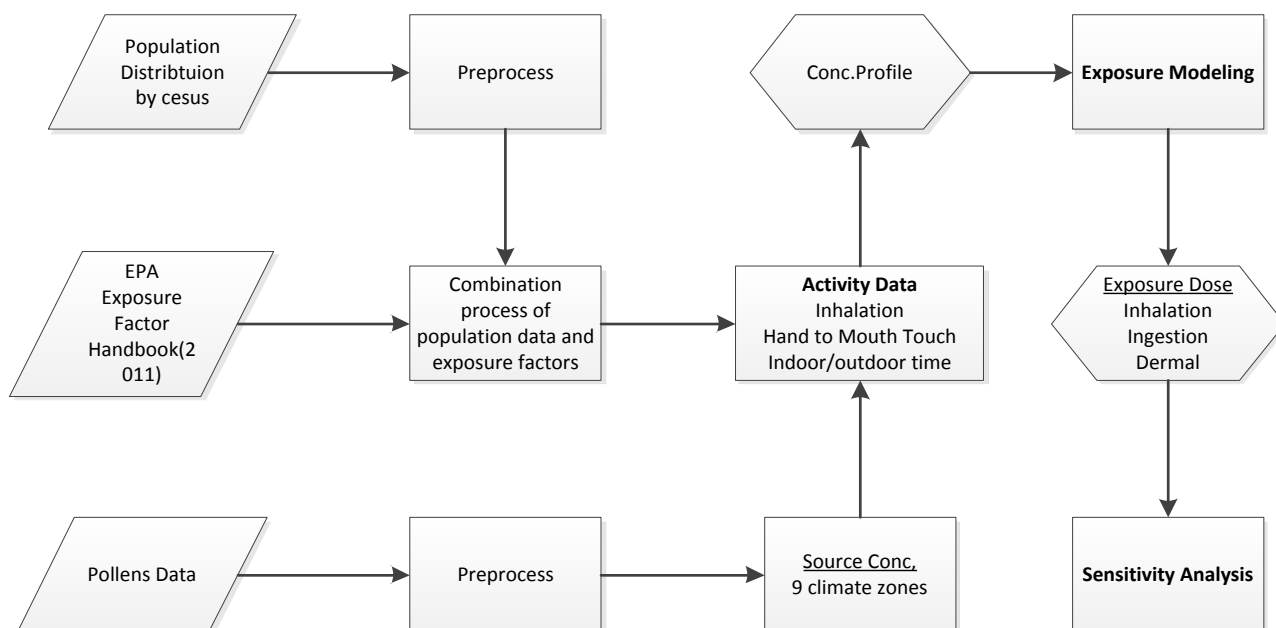 Population
Distribtuion
by cesus
Preprocess
Conc.Profile
Exposure Modeling
EPA
Exposure
Factor
Handbook(2
011)
Combination
process of
population data and
exposure factors
Activity Data
Inhalation
Hand to Mouth Touch
Indoor/outdoor time
Exposure Dose
Inhalation
Ingestion
Dermal
Pollens Data
Preprocess
Source Conc,
9 climate zones
Sensitivity Analysis